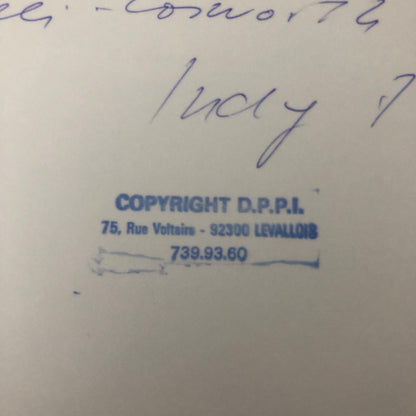 Cosworth
Indy
COPYRIGHT D.P.P.I.
75, Rue Voltaire - 92300 LEVALLOIS
739.93.60